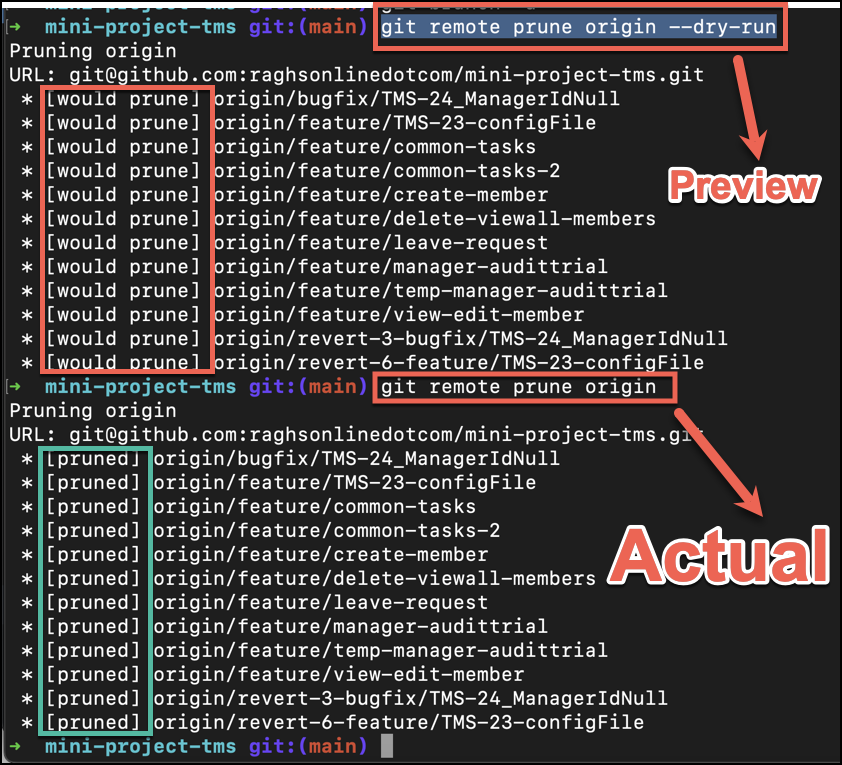 ➜ mini-project-tms git:(main) git remote prune origin --dry-run
Pruning origin
URL: git@github.com:raghsonlinedotcom/mini-project-tms.git
* [would prune] origin/bugfix/TMS-24_ManagerIdNull
* [would prune] origin/feature/TMS-23-configFile
* [would prune] origin/feature/common-tasks
* [would prune] origin/feature/common-tasks-2
* [would prune] origin/feature/create-member
* [would prune] origin/feature/delete-viewall-members
* [would prune] origin/feature/leave-request
* [would prune] origin/feature/manager-audittrial
* [would prune] origin/feature/temp-manager-audittrial
* [would prune] origin/feature/view-edit-member
* [would prune] origin/revert-3-bugfix/TMS-24_ManagerIdNull
* [would prune] origin/revert-6-feature/TMS-23-configFile
Preview
➜ mini-project-tms git:(main) git remote prune origin
Pruning origin
URL: git@github.com:raghsonlinedotcom/mini-project-tms.git
* [pruned] origin/bugfix/TMS-24_ManagerIdNull
* [pruned] origin/feature/TMS-23-configFile
* [pruned] origin/feature/common-tasks
* [pruned] origin/feature/common-tasks-2
* [pruned] origin/feature/create-member
* [pruned] origin/feature/delete-viewall-members
* [pruned] origin/feature/leave-request
* [pruned] origin/feature/manager-audittrial
* [pruned] origin/feature/temp-manager-audittrial
* [pruned] origin/feature/view-edit-member
* [pruned] origin/revert-3-bugfix/TMS-24_ManagerIdNull
* [pruned] origin/revert-6-feature/TMS-23-configFile
Actual
➜ mini-project-tms git:(main)